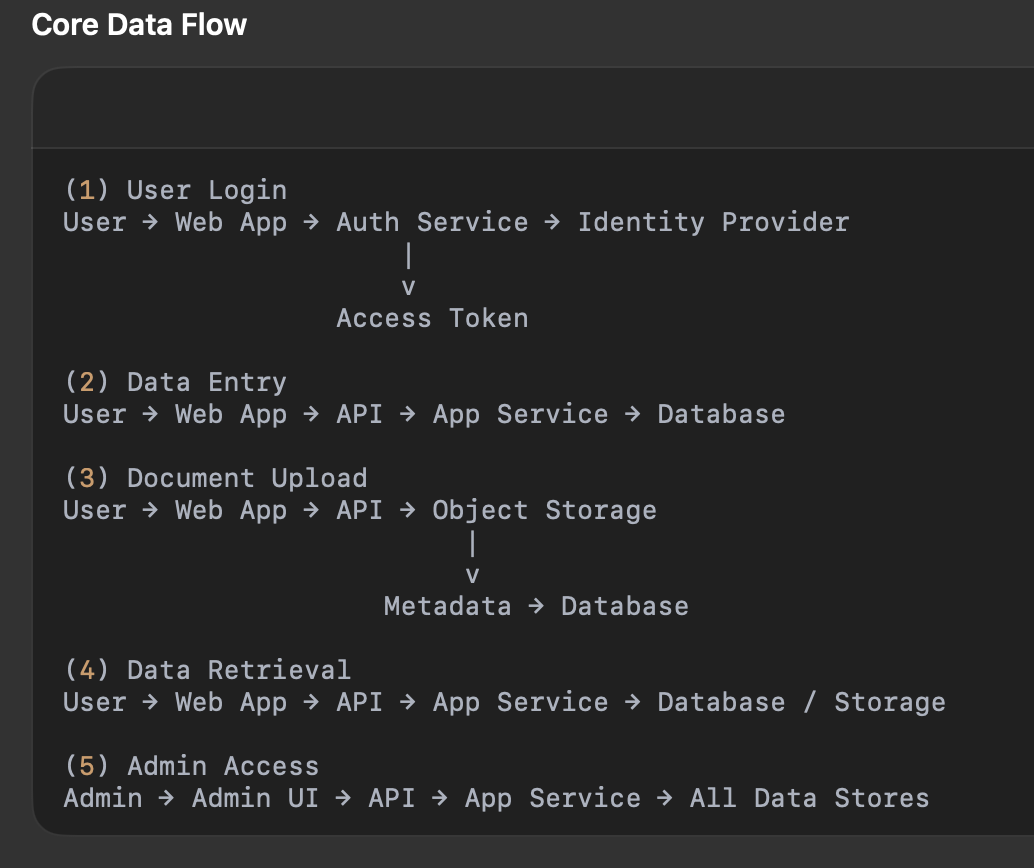 Core Data Flow
(1) User Login
User → Web App → Auth Service → Identity Provider
|
v
Access Token
(2) Data Entry
User → Web App → API → App Service → Database
(3) Document Upload
User → Web App → API → Object Storage
|
v
Metadata → Database
(4) Data Retrieval
User → Web App → API → App Service → Database / Storage
(5) Admin Access
Admin → Admin UI → API → App Service → All Data Stores